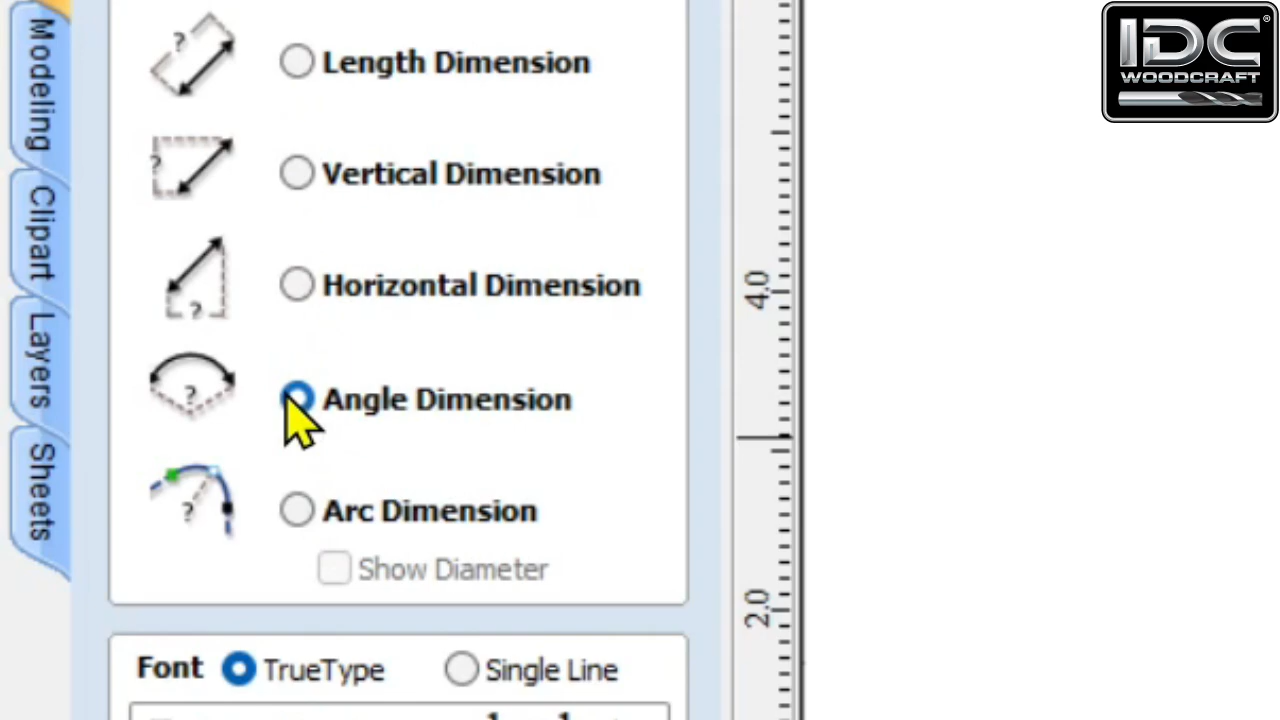 Modeling
Clipart
Layers
Sheets
? Length Dimension
? Vertical Dimension
? Horizontal Dimension
? Angle Dimension
? Arc Dimension
Show Diameter
Font TrueType Single Line
4.0
2.0
IDC®
WOODCRAFT